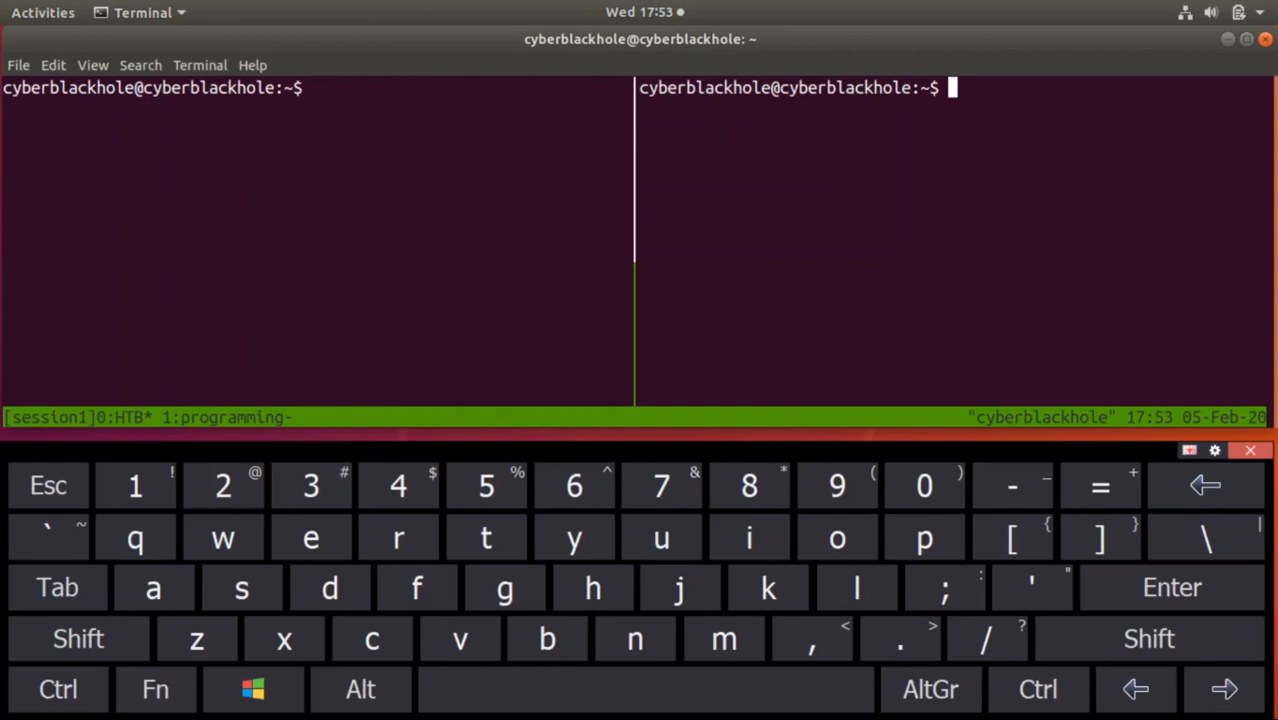 Activities Terminal Wed 17:53
cyberblackhole@cyberblackhole: ~
File Edit View Search Terminal Help
cyberblackhole@cyberblackhole:~$ cyberblackhole@cyberblackhole:~$
[session1]0:HTB* 1:programming- "cyberblackhole" 17:53 05-Feb-20
Esc 1 ! 2 @ 3 # 4 $ 5 % 6 ^ 7 & 8 * 9 ( 0 ) - _ = +
` ~ q w e r t y u i o p [ { ] } \ |
Tab a s d f g h j k l ; : ' " Enter
Shift z x c v b n m , < . > / ? Shift
Ctrl Fn Alt AltGr Ctrl